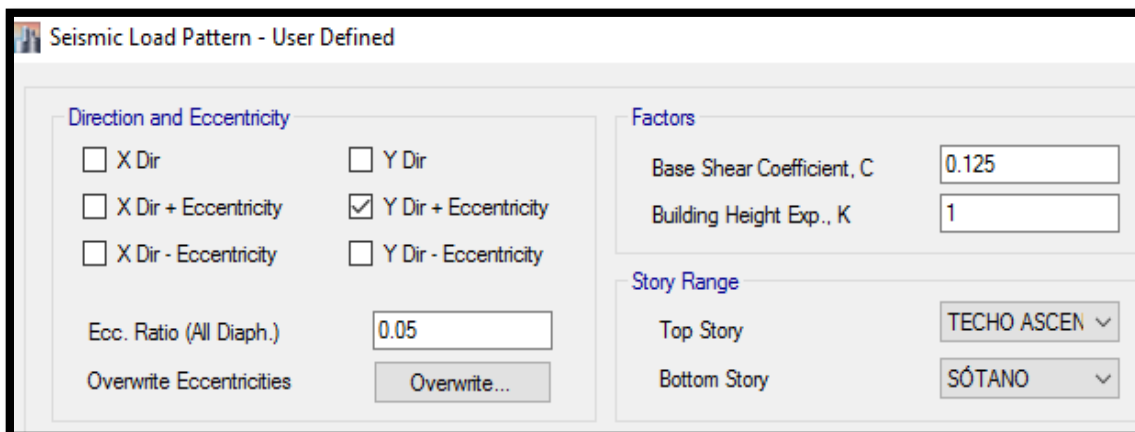 Seismic Load Pattern - User Defined
Direction and Eccentricity
X Dir
Y Dir
X Dir + Eccentricity
Y Dir + Eccentricity
X Dir - Eccentricity
Y Dir - Eccentricity
Ecc. Ratio (All Diaph.)
0.05
Overwrite Eccentricities
Overwrite...
Factors
Base Shear Coefficient, C
0.125
Building Height Exp., K
1
Story Range
Top Story
TECHO ASCEN
Bottom Story
SÓTANO